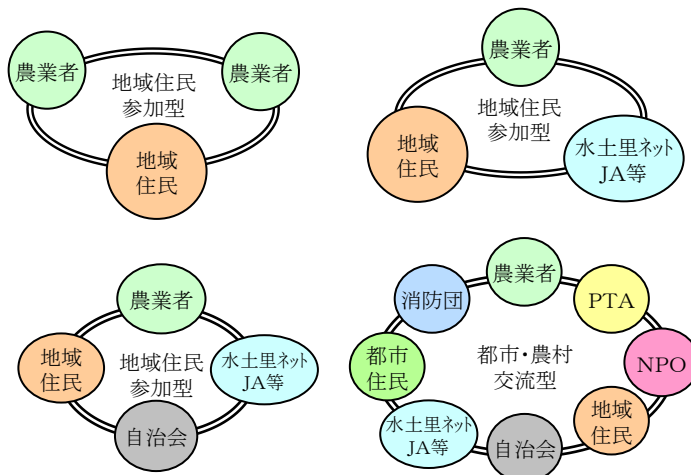 農業者
農業者
地域住民
参加型
地域
住民
農業者
地域住民
参加型
地域
住民
水土里ネット
JA等
農業者
地域
住民
地域住民
参加型
水土里ネット
JA等
自治会
農業者
消防団
PTA
都市
住民
都市・農村
交流型
NPO
地域
住民
水土里ネット
JA等
自治会